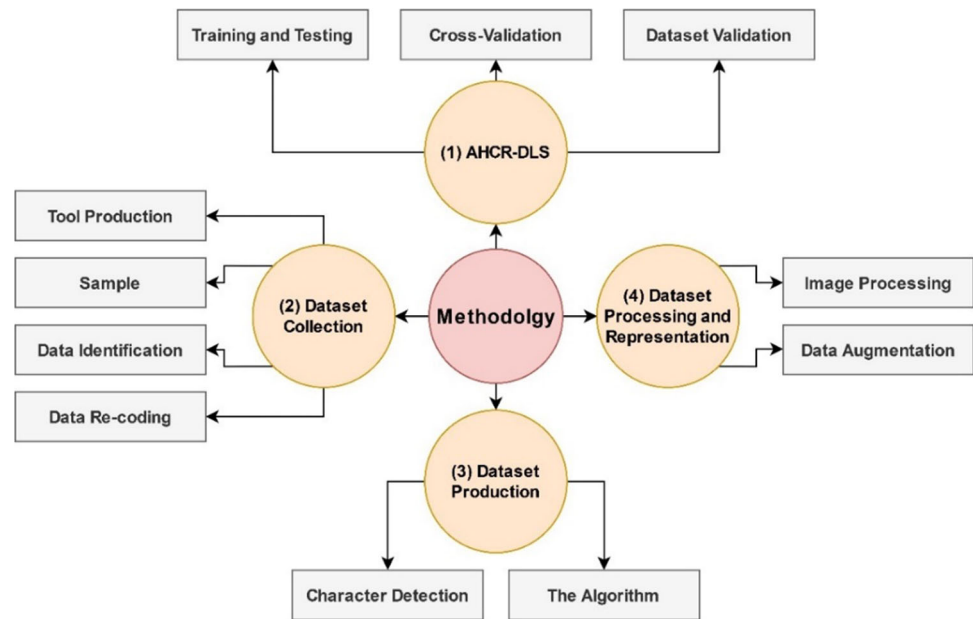 Training and Testing
Cross-Validation
Dataset Validation
(1) AHCR-DLS
Tool Production
Sample
Data Identification
Data Re-coding
(2) Dataset
Collection
Methodolgy
(4) Dataset
Processing and
Representation
Image Processing
Data Augmentation
(3) Dataset
Production
Character Detection
The Algorithm